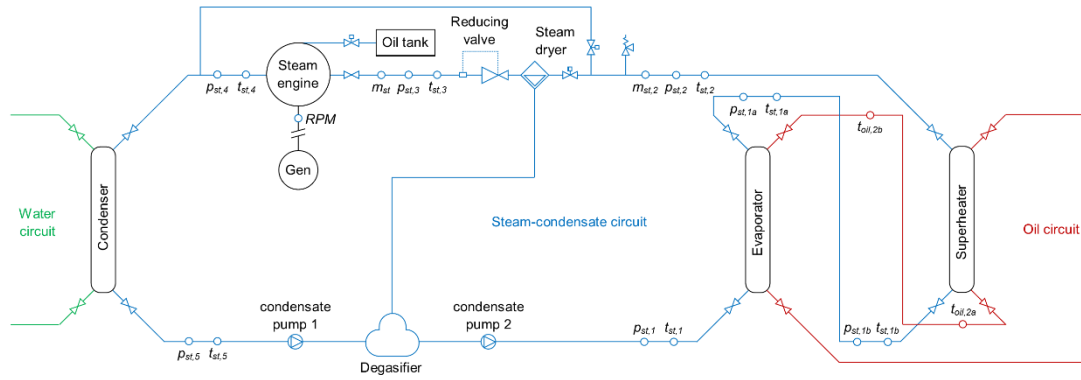 Reducing
valve
Steam
dryer
Oil tank
Steam
engine
p_st,4
t_st,4
m_st
p_st,3
t_st,3
m_st,2
p_st,2
t_st,2
RPM
Gen
p_st,1a
t_st,1a
t_oil,2b
Water
circuit
Condenser
Steam-condensate circuit
Evaporator
Superheater
Oil circuit
condensate
pump 1
condensate
pump 2
p_st,5
t_st,5
Degasifier
p_st,1
t_st,1
p_st,1b
t_st,1b
t_oil,2a